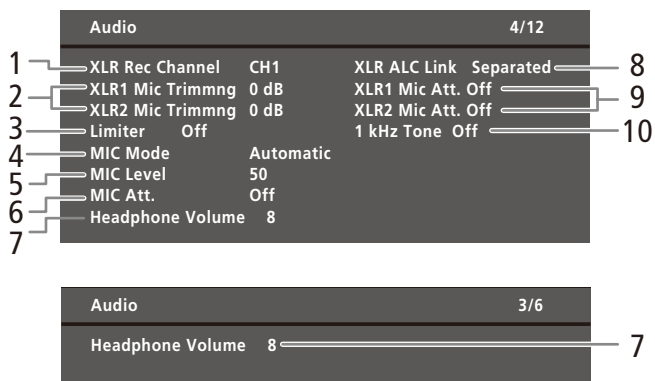 Audio 4/12
1 XLR Rec Channel CH1 XLR ALC Link Separated 8
2 XLR1 Mic Trimmng 0 dB XLR1 Mic Att. Off 9
XLR2 Mic Trimmng 0 dB XLR2 Mic Att. Off
3 Limiter Off 1 kHz Tone Off 10
4 MIC Mode Automatic
5 MIC Level 50
6 MIC Att. Off
7 Headphone Volume 8
Audio 3/6
Headphone Volume 8 7